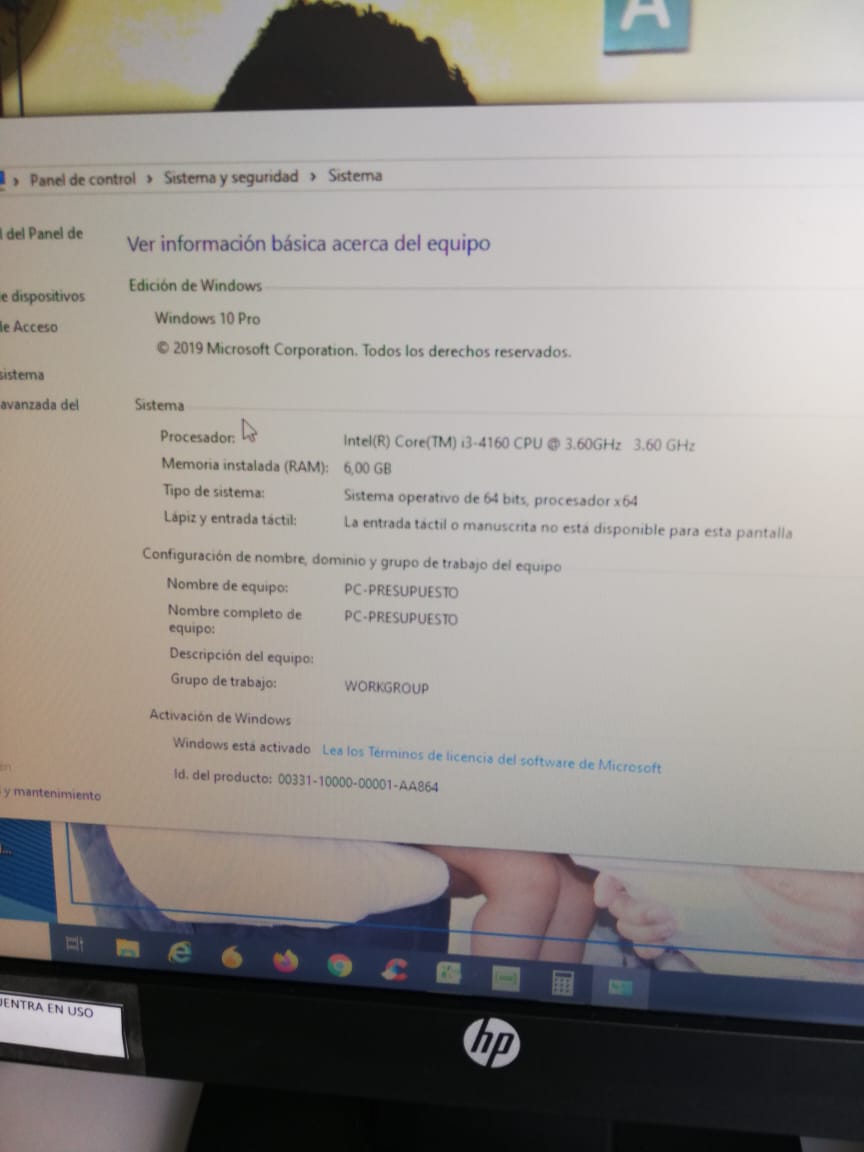 A
Panel de control › Sistema y seguridad › Sistema
l del Panel de
Ver información básica acerca del equipo
Edición de Windows
e dispositivos
Windows 10 Pro
le Acceso
© 2019 Microsoft Corporation. Todos los derechos reservados.
sistema
avanzada del
Sistema
Procesador: Intel(R) Core(TM) i3-4160 CPU @ 3.60GHz 3.60 GHz
Memoria instalada (RAM): 6,00 GB
Tipo de sistema: Sistema operativo de 64 bits, procesador x64
Lápiz y entrada táctil: La entrada táctil o manuscrita no está disponible para esta pantalla
Configuración de nombre, dominio y grupo de trabajo del equipo
Nombre de equipo: PC-PRESUPUESTO
Nombre completo de PC-PRESUPUESTO
equipo:
Descripción del equipo:
Grupo de trabajo: WORKGROUP
Activación de Windows
Windows está activado Lea los Términos de licencia del software de Microsoft
Id. del producto: 00331-10000-00001-AA864
y mantenimiento
UENTRA EN USO
hp